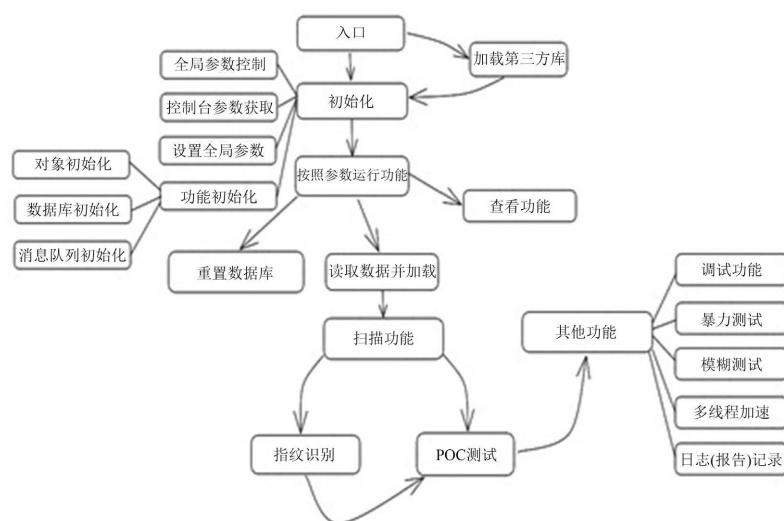 入口
加载第三方库
全局参数控制
初始化
控制台参数获取
设置全局参数
对象初始化
按照参数运行功能
功能初始化
数据库初始化
查看功能
消息队列初始化
重置数据库
读取数据并加载
调试功能
扫描功能
其他功能
暴力测试
模糊测试
多线程加速
指纹识别
POC测试
日志(报告)记录